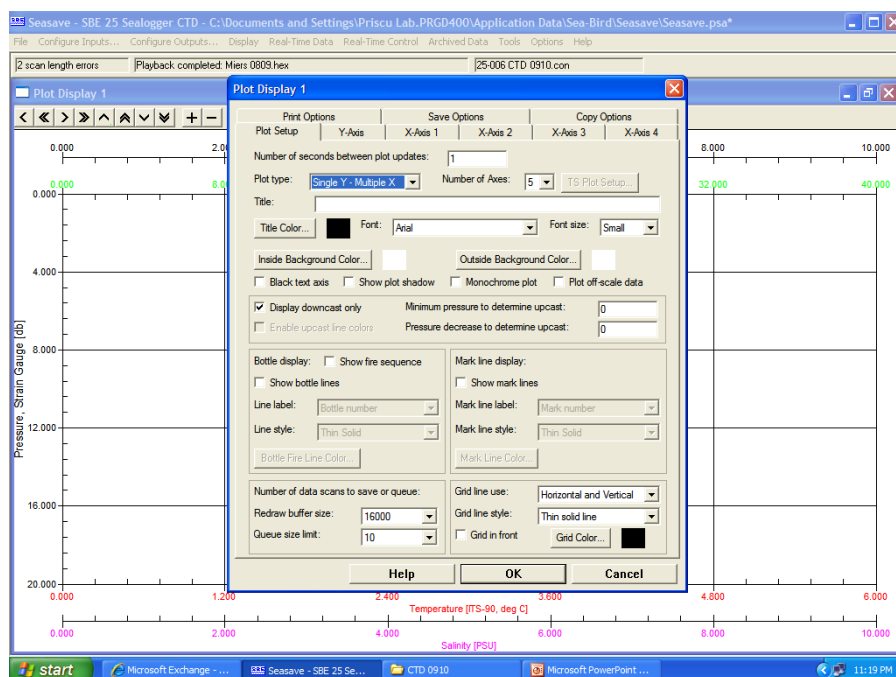 Seasave - SBE 25 Sealogger CTD - C:\Documents and Settings\Priscu Lab.PRGD400\Application Data\Sea-Bird\Seasave\Seasave.psa*
File Configure Inputs... Configure Outputs... Display Real-Time Data Real-Time Control Archived Data Tools Options Help
2 scan length errors Playback completed: Miers 0809.hex 25-006 CTD 0910.con
Plot Display 1
Plot Display 1
Print Options Save Options Copy Options
Plot Setup Y-Axis X-Axis 1 X-Axis 2 X-Axis 3 X-Axis 4
Number of seconds between plot updates: 1
Plot type: Single Y - Multiple X Number of Axes: 5 TS Plot Setup...
Title:
Title Color... Font: Arial Font size: Small
Inside Background Color... Outside Background Color...
Black text axis Show plot shadow Monochrome plot Plot off-scale data
Display downcast only Minimum pressure to determine upcast: 0
Enable upcast line colors Pressure decrease to determine upcast: 0
Bottle display: Show fire sequence
Show bottle lines
Line label: Bottle number
Line style: Thin Solid
Bottle Fire Line Color...
Mark line display:
Show mark lines
Mark line label: Mark number
Mark line style: Thin Solid
Mark Line Color...
Number of data scans to save or queue:
Redraw buffer size: 16000
Queue size limit: 10
Grid line use: Horizontal and Vertical
Grid line style: Thin solid line
Grid in front Grid Color...
Help OK Cancel
0.000 8.000 10.000
0.000 32.000 40.000
0.000
4.000
8.000
12.000
16.000
20.000
Pressure, Strain Gauge [db]
0.000 1.200 2.400 3.600 4.800 6.000
Temperature [ITS-90, deg C]
0.000 2.000 4.000 6.000 8.000 10.000
Salinity [PSU]
start Microsoft Exchange - ... Seasave - SBE 25 Se... CTD 0910 Microsoft PowerPoint ... 11:19 PM